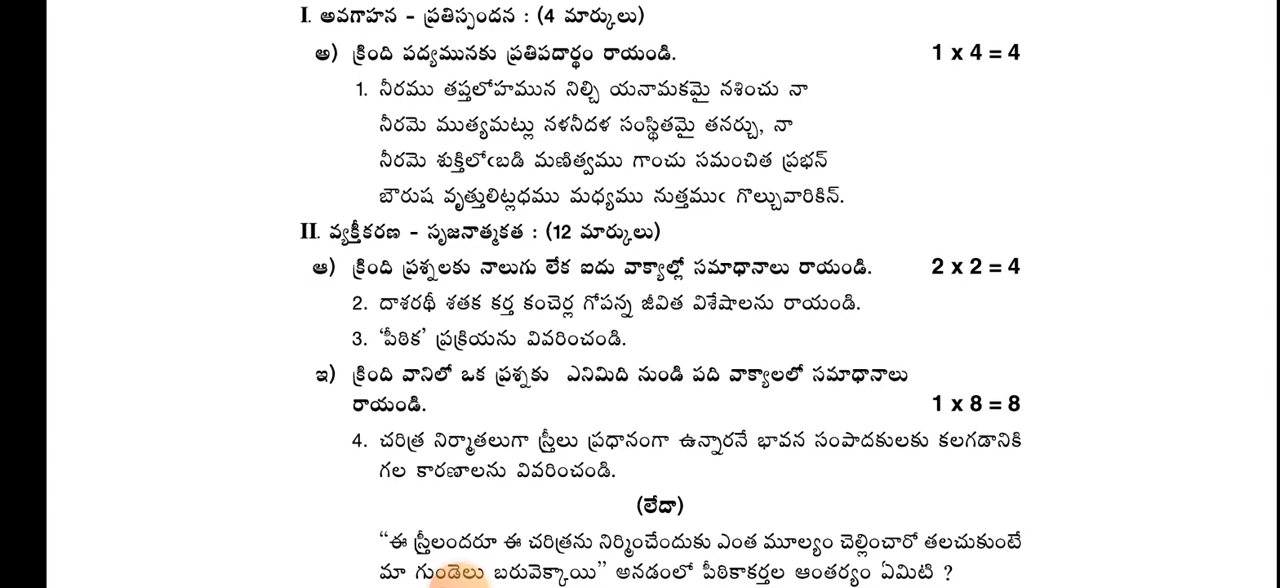 I. అవగాహన - ప్రతిస్పందన : (4 మార్కులు)
అ) క్రింది పద్యమునకు ప్రతిపదార్థం రాయండి. 1 x 4 = 4
1. నీరము తప్తలోహమున నిల్చి యనామకమై నశించు నా
నీరమె ముత్యమట్లు నళనీదళ సంస్థితమై తనర్చు, నా
నీరమె శుక్తిలోఁబడి మణిత్వము గాంచు సమంచిత ప్రభన్
బౌరుష వృత్తులిట్లధము మధ్యము నుత్తముఁ గొల్చువారికిన్.
II. వ్యక్తీకరణ - సృజనాత్మకత : (12 మార్కులు)
ఆ) క్రింది ప్రశ్నలకు నాలుగు లేక ఐదు వాక్యాల్లో సమాధానాలు రాయండి. 2 x 2 = 4
2. దాశరథీ శతక కర్త కంచెర్ల గోపన్న జీవిత విశేషాలను రాయండి.
3. ‘పీఠిక’ ప్రక్రియను వివరించండి.
ఇ) క్రింది వానిలో ఒక ప్రశ్నకు ఎనిమిది నుండి పది వాక్యాలలో సమాధానాలు
రాయండి. 1 x 8 = 8
4. చరిత్ర నిర్మాతలుగా స్త్రీలు ప్రధానంగా ఉన్నారనే భావన సంపాదకులకు కలగడానికి
గల కారణాలను వివరించండి.
(లేదా)
“ఈ స్త్రీలందరూ ఈ చరిత్రను నిర్మించేందుకు ఎంత మూల్యం చెల్లించారో తలచుకుంటే
మా గుండెలు బరువెక్కాయి” అనడంలో పీఠికాకర్తల ఆంతర్యం ఏమిటి ?